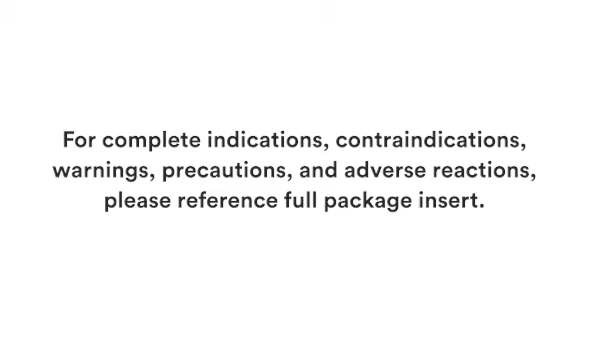 For complete indications, contraindications,
warnings, precautions, and adverse reactions,
please reference full package insert.